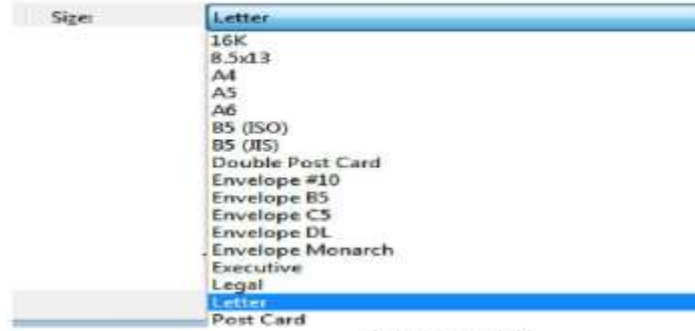 Size: Letter
16K
8.5x13
A4
A5
A6
B5 (ISO)
B5 (JIS)
Double Post Card
Envelope #10
Envelope B5
Envelope C5
Envelope DL
Envelope Monarch
Executive
Legal
Letter
Post Card